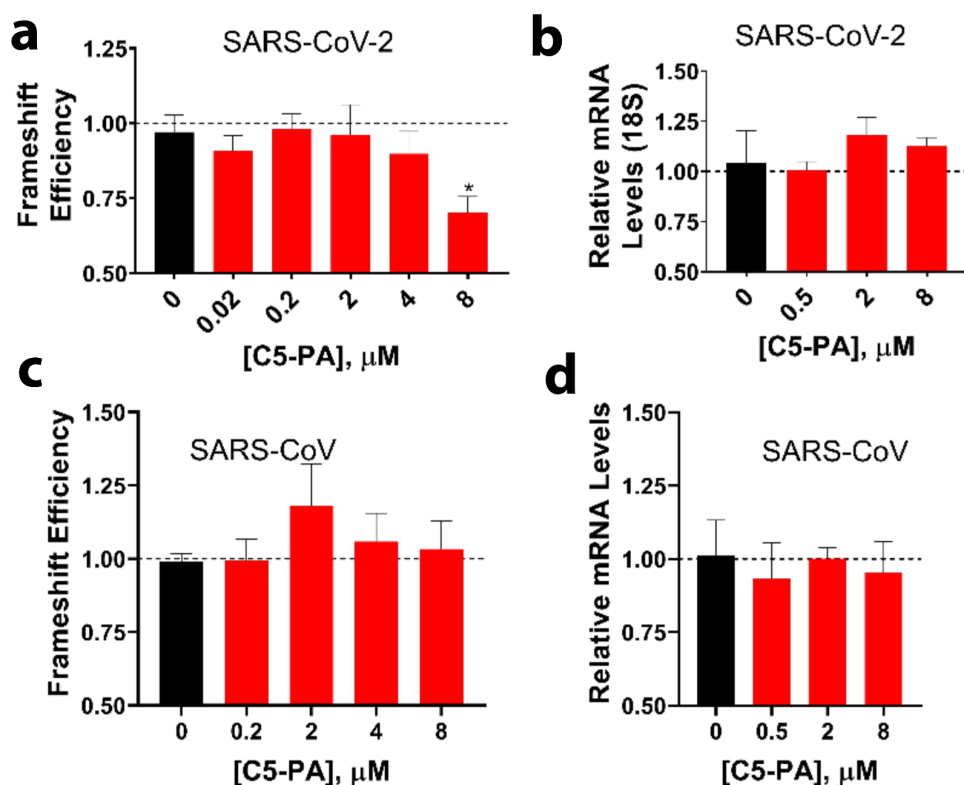 a
SARS-CoV-2
Frameshift
Efficiency
1.25
1.00
0.75
0.50
*
0 0.02 0.2 2 4 8
[C5-PA], μM
b
SARS-CoV-2
Relative mRNA
Levels (18S)
1.50
1.25
1.00
0.75
0.50
0 0.5 2 8
[C5-PA], μM
c
SARS-CoV
Frameshift Efficiency
1.50
1.25
1.00
0.75
0.50
0 0.2 2 4 8
[C5-PA], μM
d
SARS-CoV
Relative mRNA Levels
1.50
1.25
1.00
0.75
0.50
0 0.5 2 8
[C5-PA], μM